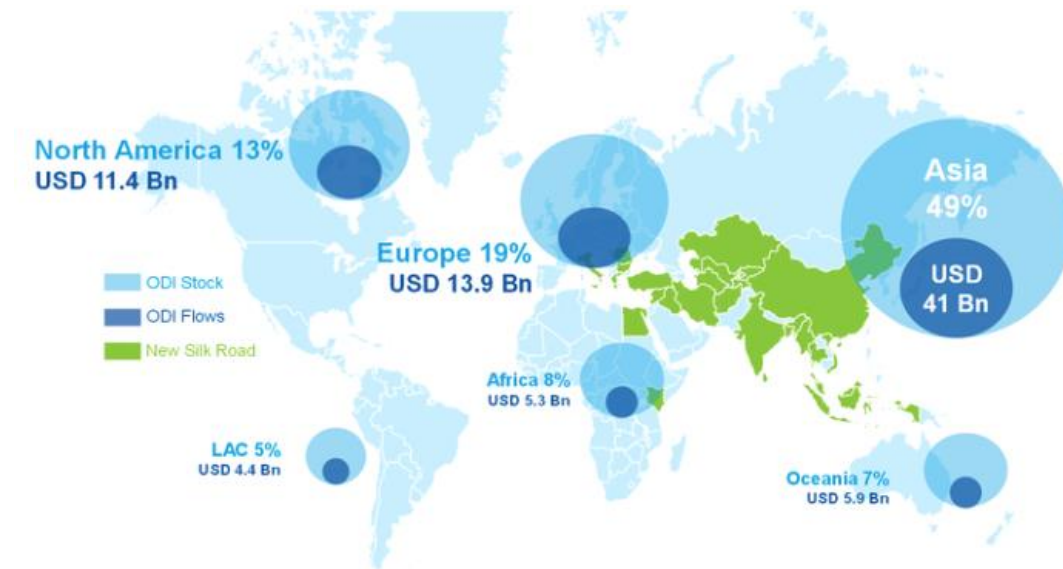 North America 13%
USD 11.4 Bn
Europe 19%
USD 13.9 Bn
Asia
49%
USD
41 Bn
ODI Stock
ODI Flows
New Silk Road
Africa 8%
USD 5.3 Bn
LAC 5%
USD 4.4 Bn
Oceania 7%
USD 5.9 Bn